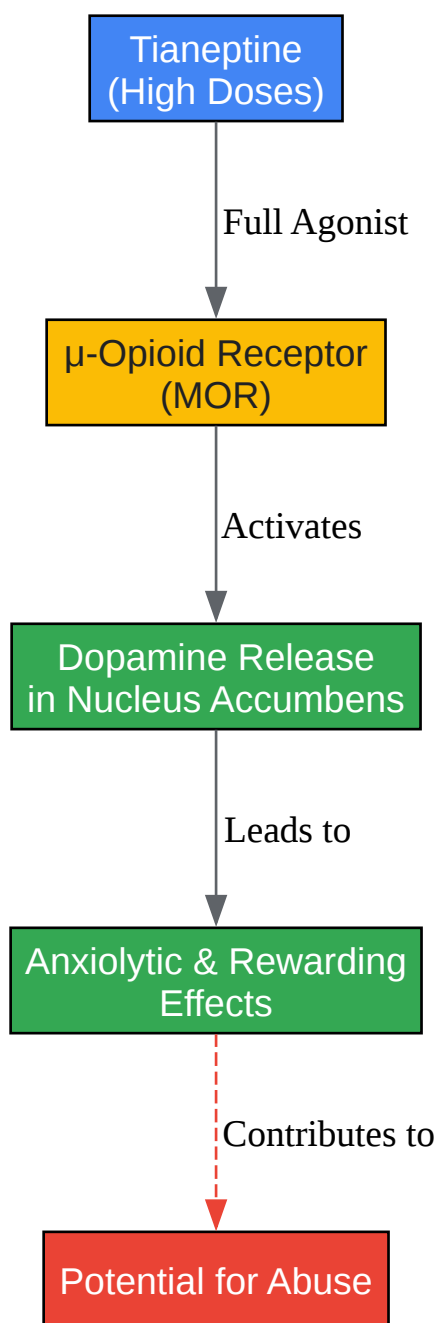 Tianeptine
(High Doses)
Full Agonist
μ-Opioid Receptor
(MOR)
Activates
Dopamine Release
in Nucleus Accumbens
Leads to
Anxiolytic & Rewarding
Effects
Contributes to
Potential for Abuse